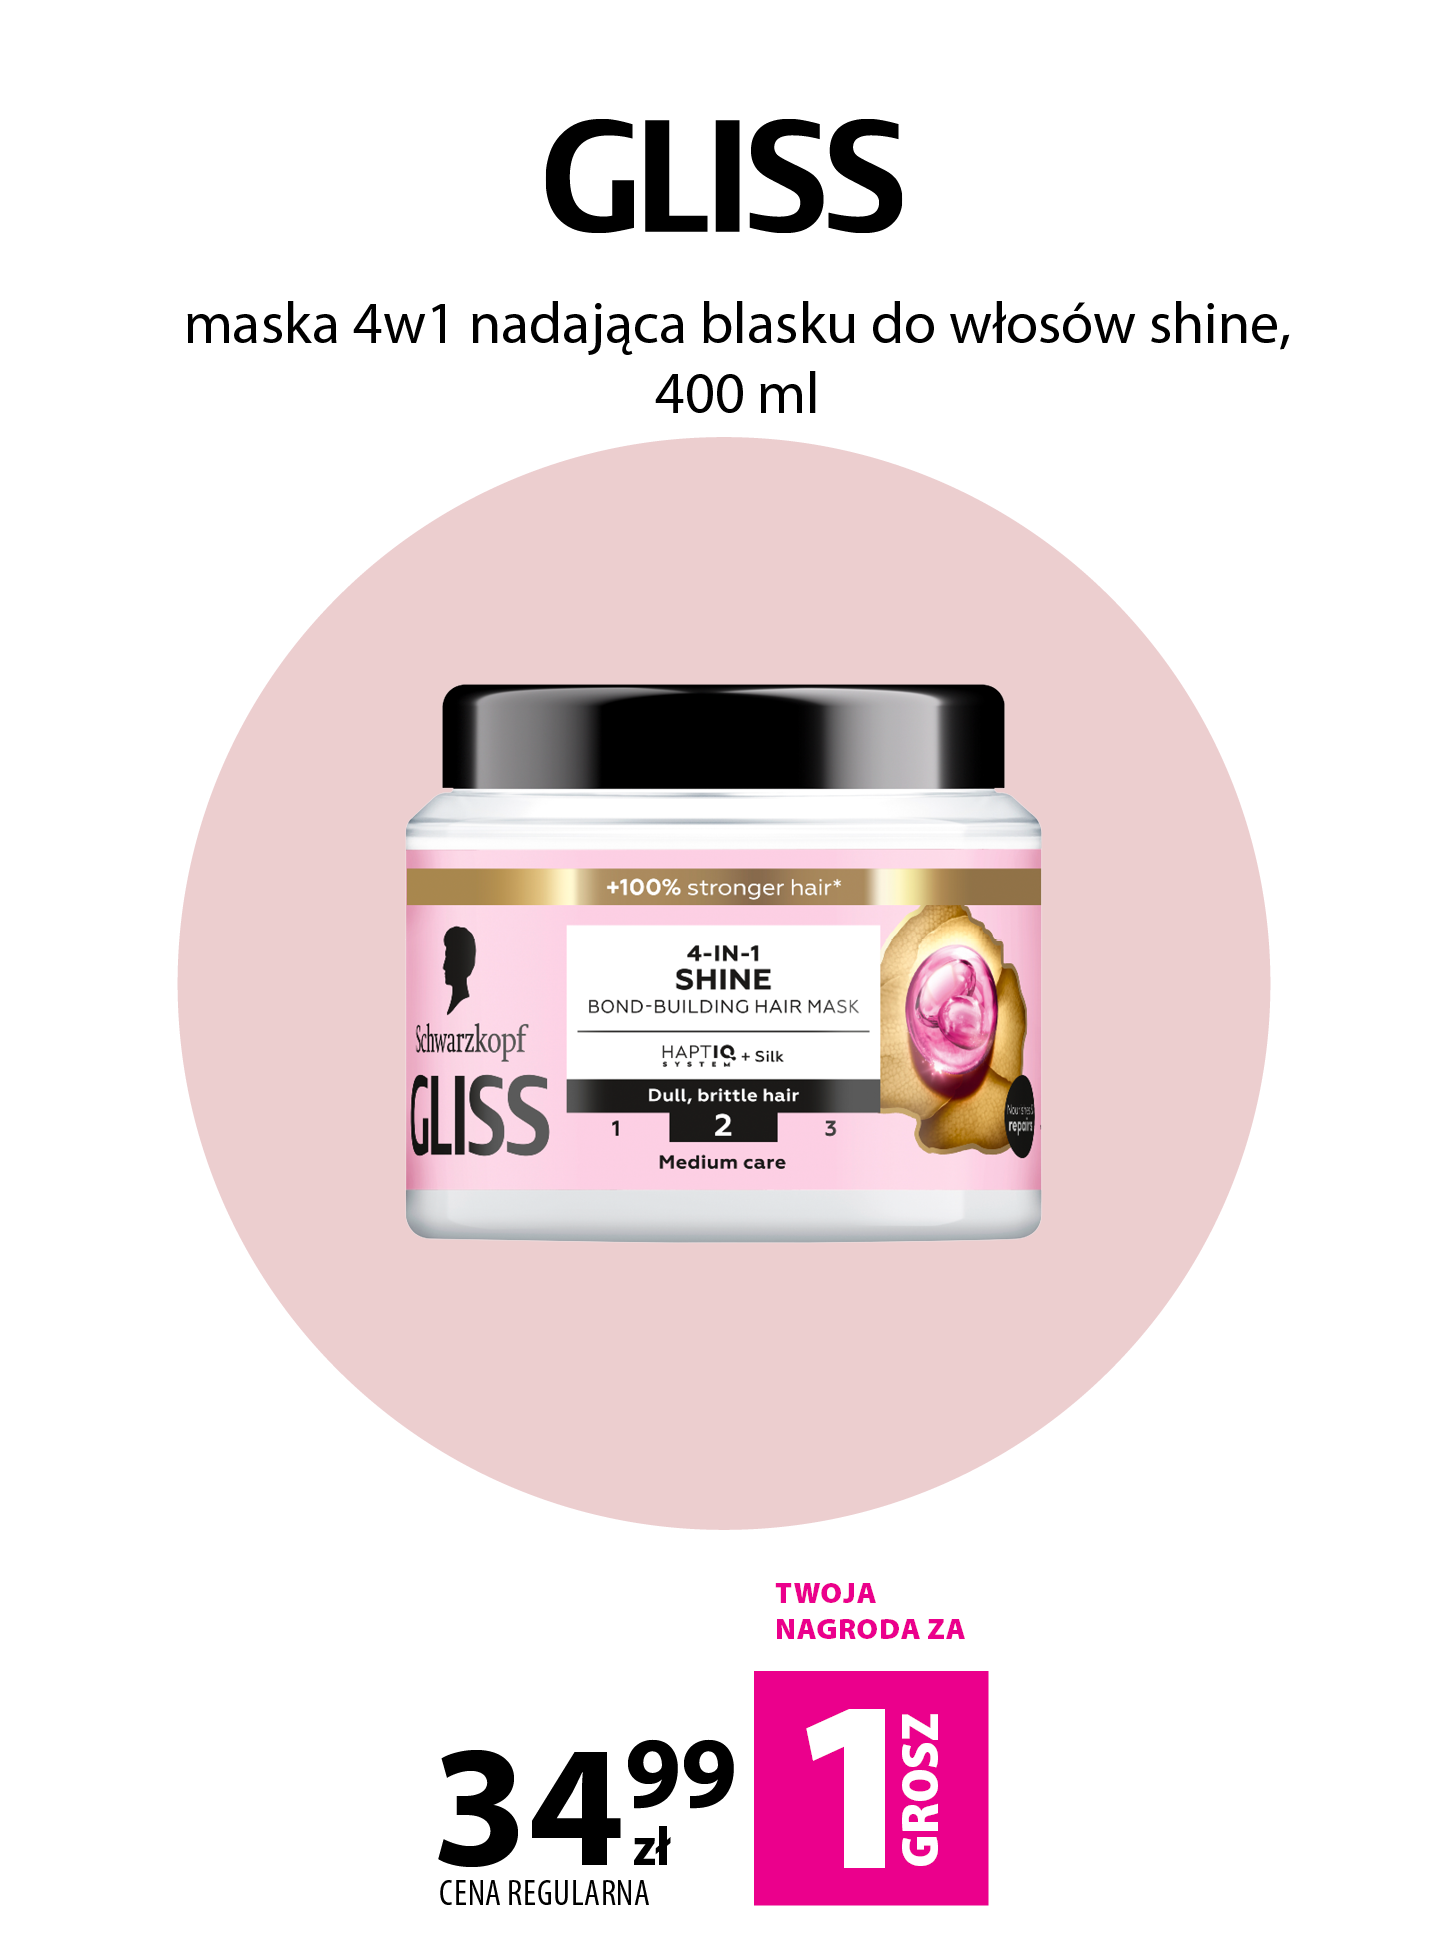 GLISS
maska 4w1 nadająca blasku do włosów shine,
400 ml
+100% stronger hair*
4-IN-1
SHINE
BOND-BUILDING HAIR MASK
HAPTIQ
SYSTEM
+ Silk
Schwarzkopf
GLISS
Dull, brittle hair
1 2 3
Medium care
repairs
TWOJA
NAGRODA ZA
34 99
zł
CENA REGULARNA
1 GROSZ